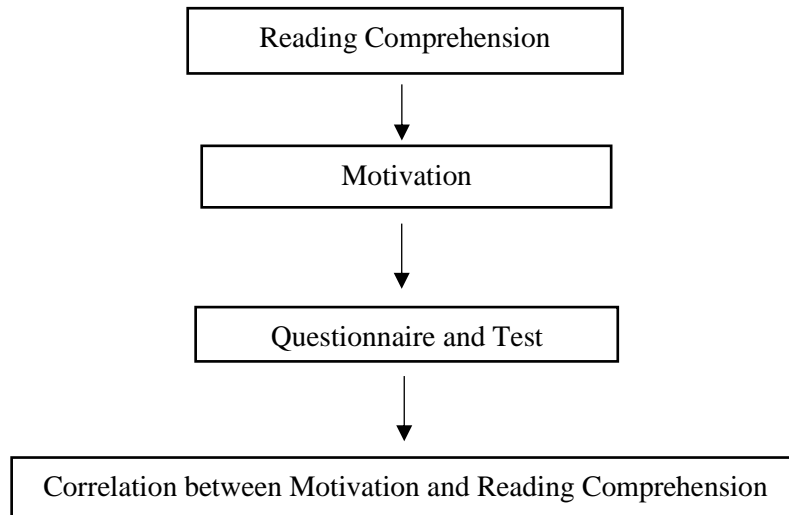 Reading Comprehension
Motivation
Questionnaire and Test
Correlation between Motivation and Reading Comprehension